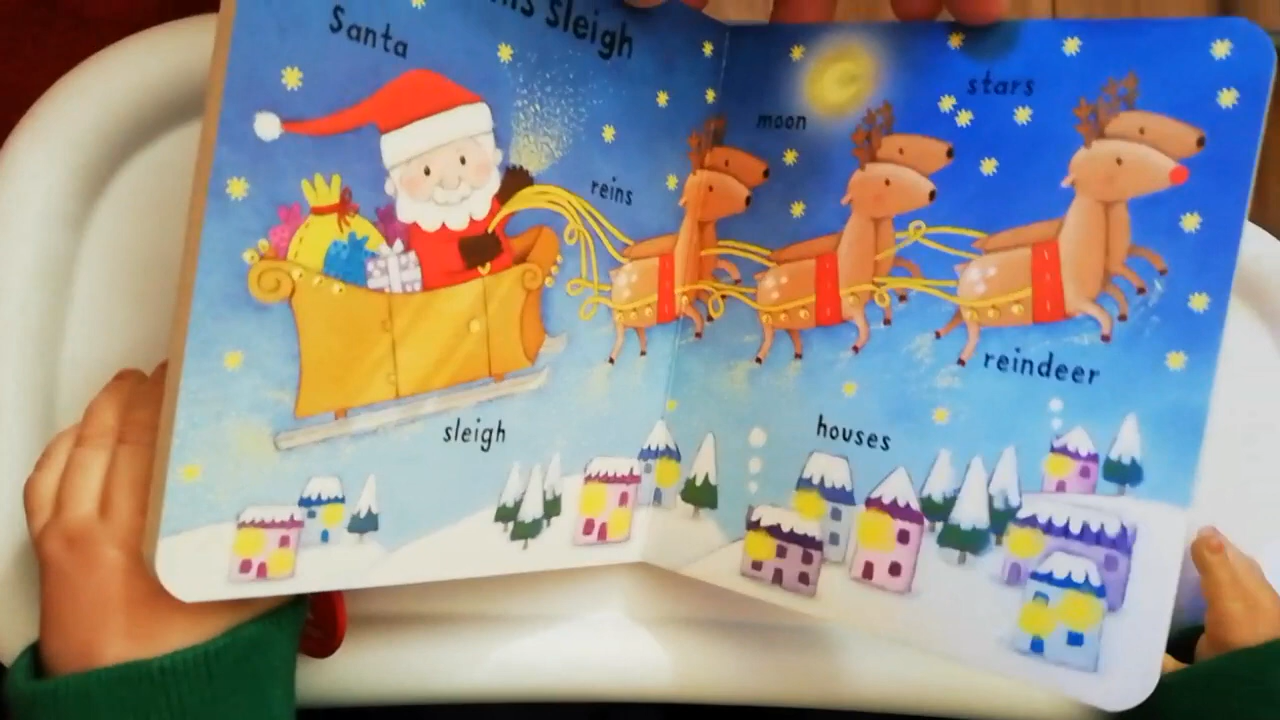 Sleigh
Santa
reins
sleigh
moon
stars
reindeer
houses